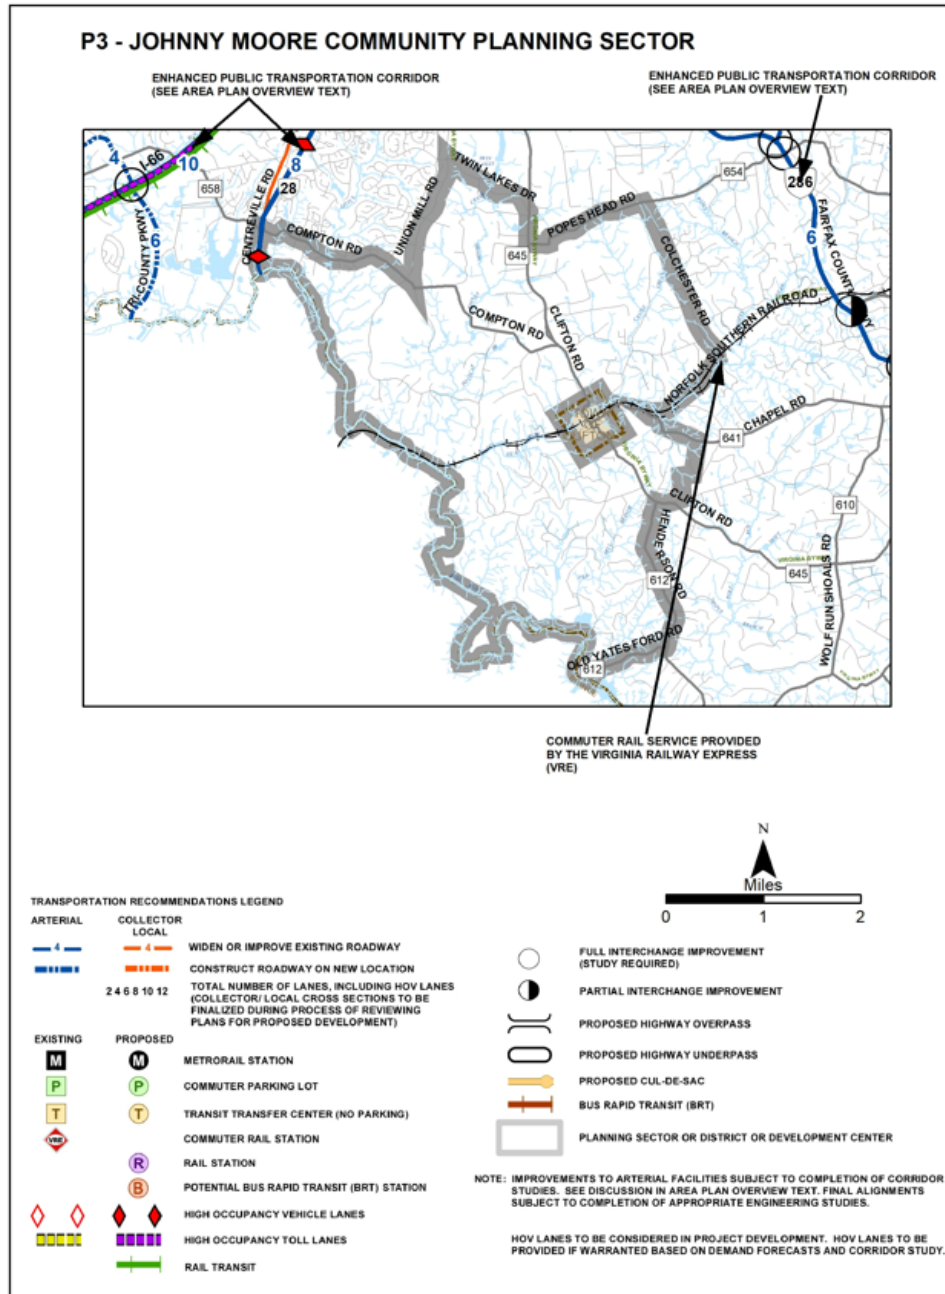 P3 - JOHNNY MOORE COMMUNITY PLANNING SECTOR
ENHANCED PUBLIC TRANSPORTATION CORRIDOR
(SEE AREA PLAN OVERVIEW TEXT)
ENHANCED PUBLIC TRANSPORTATION CORRIDOR
(SEE AREA PLAN OVERVIEW TEXT)
4
I-66
10
8
28
658
CENTREVILLE RD
COMPTON RD
UNION MILL RD
TWIN LAKES DR
645
POPES HEAD RD
654
286
FAIRFAX COUNTY
6
6
TRI-COUNTY PKWY
COLCHESTER RD
COMPTON RD
CLIFTON RD
NORFOLK SOUTHERN RAILROAD
CHAPEL RD
641
CLIFTON RD
610
HENDERSON RD
VIRGINIA BYWY
645
612
WOLF RUN SHOALS RD
OLD YATES FORD RD
612
COMMUTER RAIL SERVICE PROVIDED
BY THE VIRGINIA RAILWAY EXPRESS
(VRE)
N
Miles
0 1 2
TRANSPORTATION RECOMMENDATIONS LEGEND
ARTERIAL COLLECTOR
LOCAL
4 4 WIDEN OR IMPROVE EXISTING ROADWAY
CONSTRUCT ROADWAY ON NEW LOCATION
2 4 6 8 10 12 TOTAL NUMBER OF LANES, INCLUDING HOV LANES
(COLLECTOR/ LOCAL CROSS SECTIONS TO BE
FINALIZED DURING PROCESS OF REVIEWING
PLANS FOR PROPOSED DEVELOPMENT)
EXISTING PROPOSED
M M METRORAIL STATION
P P COMMUTER PARKING LOT
T T TRANSIT TRANSFER CENTER (NO PARKING)
VRE COMMUTER RAIL STATION
R RAIL STATION
B POTENTIAL BUS RAPID TRANSIT (BRT) STATION
HIGH OCCUPANCY VEHICLE LANES
HIGH OCCUPANCY TOLL LANES
RAIL TRANSIT
FULL INTERCHANGE IMPROVEMENT
(STUDY REQUIRED)
PARTIAL INTERCHANGE IMPROVEMENT
PROPOSED HIGHWAY OVERPASS
PROPOSED HIGHWAY UNDERPASS
PROPOSED CUL-DE-SAC
BUS RAPID TRANSIT (BRT)
PLANNING SECTOR OR DISTRICT OR DEVELOPMENT CENTER
NOTE: IMPROVEMENTS TO ARTERIAL FACILITIES SUBJECT TO COMPLETION OF CORRIDOR
STUDIES. SEE DISCUSSION IN AREA PLAN OVERVIEW TEXT. FINAL ALIGNMENTS
SUBJECT TO COMPLETION OF APPROPRIATE ENGINEERING STUDIES.
HOV LANES TO BE CONSIDERED IN PROJECT DEVELOPMENT. HOV LANES TO BE
PROVIDED IF WARRANTED BASED ON DEMAND FORECASTS AND CORRIDOR STUDY.